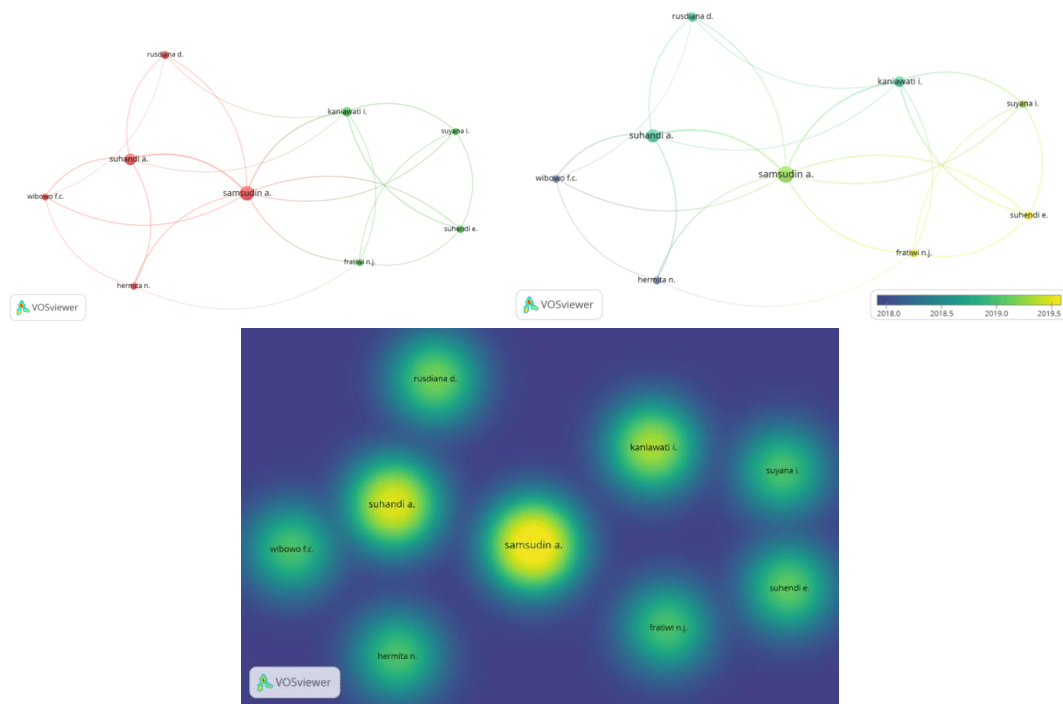 rusdiana d.
kaniawati i.
suyana i.
suhandi a.
wibowo f.c.
samsudin a.
suhendi e.
fratiwi n.j.
hermita n.
VOSviewer
rusdiana d.
kaniawati i.
suyana i.
suhandi a.
wibowo f.c.
samsudin a.
suhendi e.
fratiwi n.j.
hermita n.
VOSviewer
2018.0 2018.5 2019.0 2019.5
rusdiana d.
kaniawati i.
suyana i.
suhandi a.
wibowo f.c.
samsudin a.
suhendi e.
fratiwi n.j.
hermita n.
VOSviewer